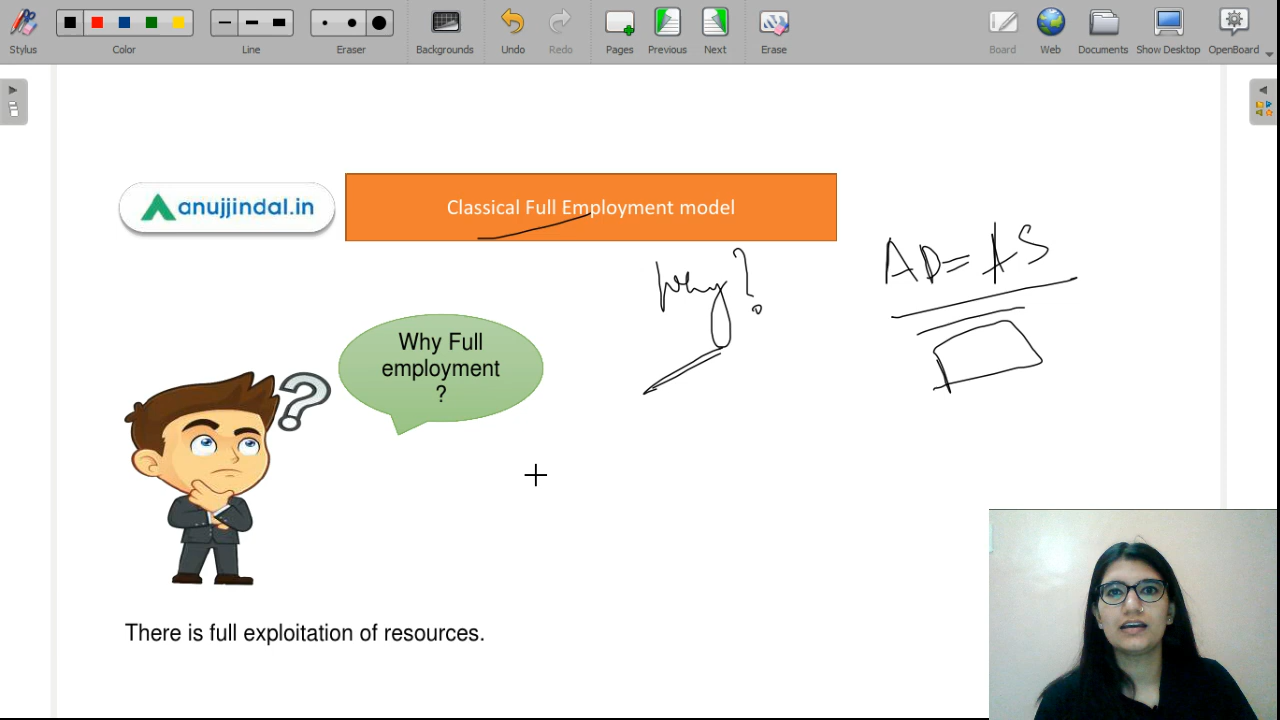 Stylus
Color
Line
Eraser
Backgrounds
Undo
Redo
Pages
Previous
Next
Erase
Board
Web
Documents
Show Desktop
OpenBoard
anujjindal.in
Classical Full Employment model
Why?
AD=AS
Why Full
employment
?
There is full exploitation of resources.